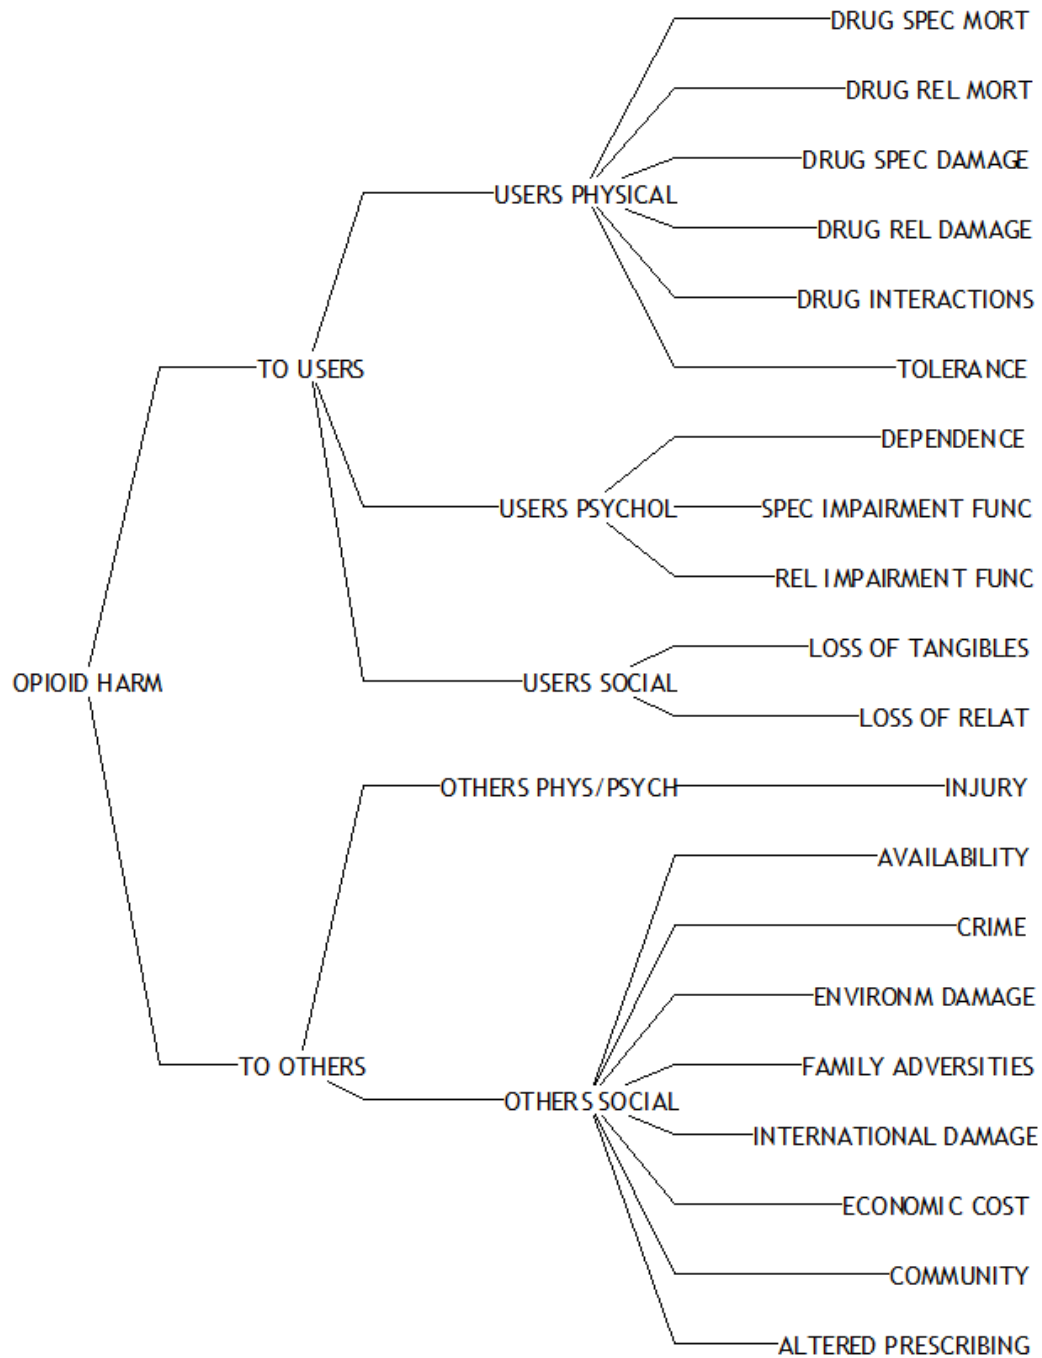 DRUG SPEC MORT
DRUG REL MORT
DRUG SPEC DAMAGE
USERS PHYSICAL
DRUG REL DAMAGE
DRUG INTERACTIONS
TO USERS
TOLERANCE
DEPENDENCE
USERS PSYCHOL
SPEC IMPAIRMENT FUNC
REL IMPAIRMENT FUNC
LOSS OF TANGIBLES
OPIOID HARM
USERS SOCIAL
LOSS OF RELAT
OTHERS PHYS/PSYCH
INJURY
AVAILABILITY
CRIME
ENVIRONM DAMAGE
TO OTHERS
FAMILY ADVERSITIES
OTHERS SOCIAL
INTERNATIONAL DAMAGE
ECONOMIC COST
COMMUNITY
ALTERED PRESCRIBING